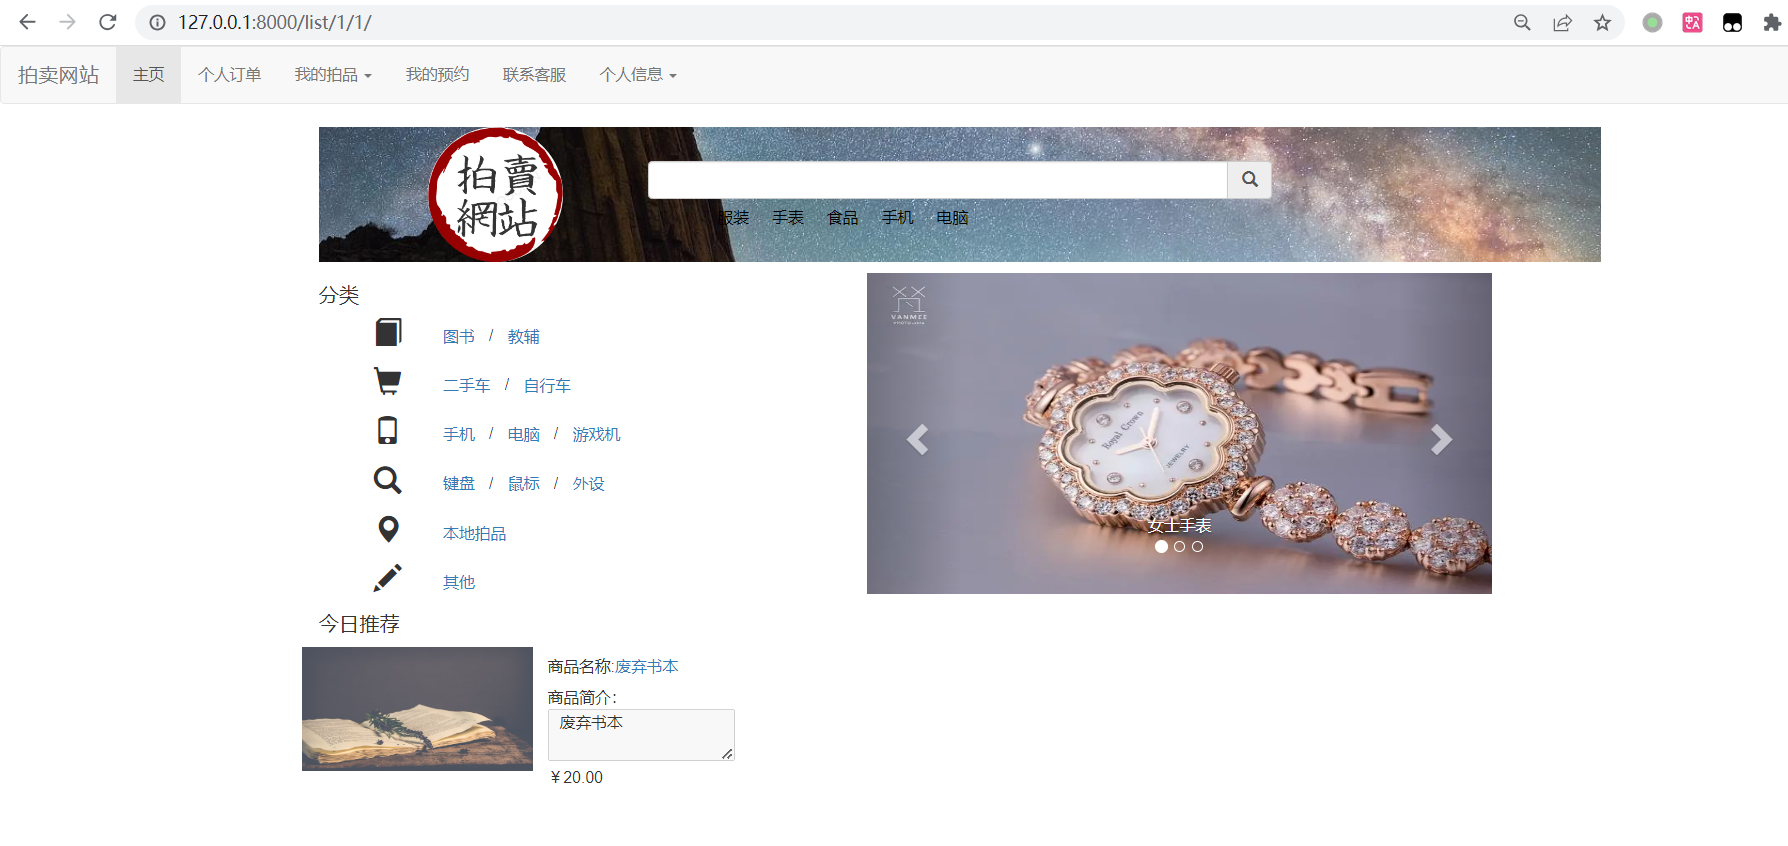 127.0.0.1:8000/list/1/1/
拍卖网站 主页 个人订单 我的拍品 我的预约 联系客服 个人信息
拍賣
網站
服装 手表 食品 手机 电脑
分类
图书 / 教辅
二手车 / 自行车
手机 / 电脑 / 游戏机
键盘 / 鼠标 / 外设
本地拍品
其他
VANMEE
Royal Crown
JEWELRY
女士手表
今日推荐
商品名称:废弃书本
商品简介：
废弃书本
￥20.00